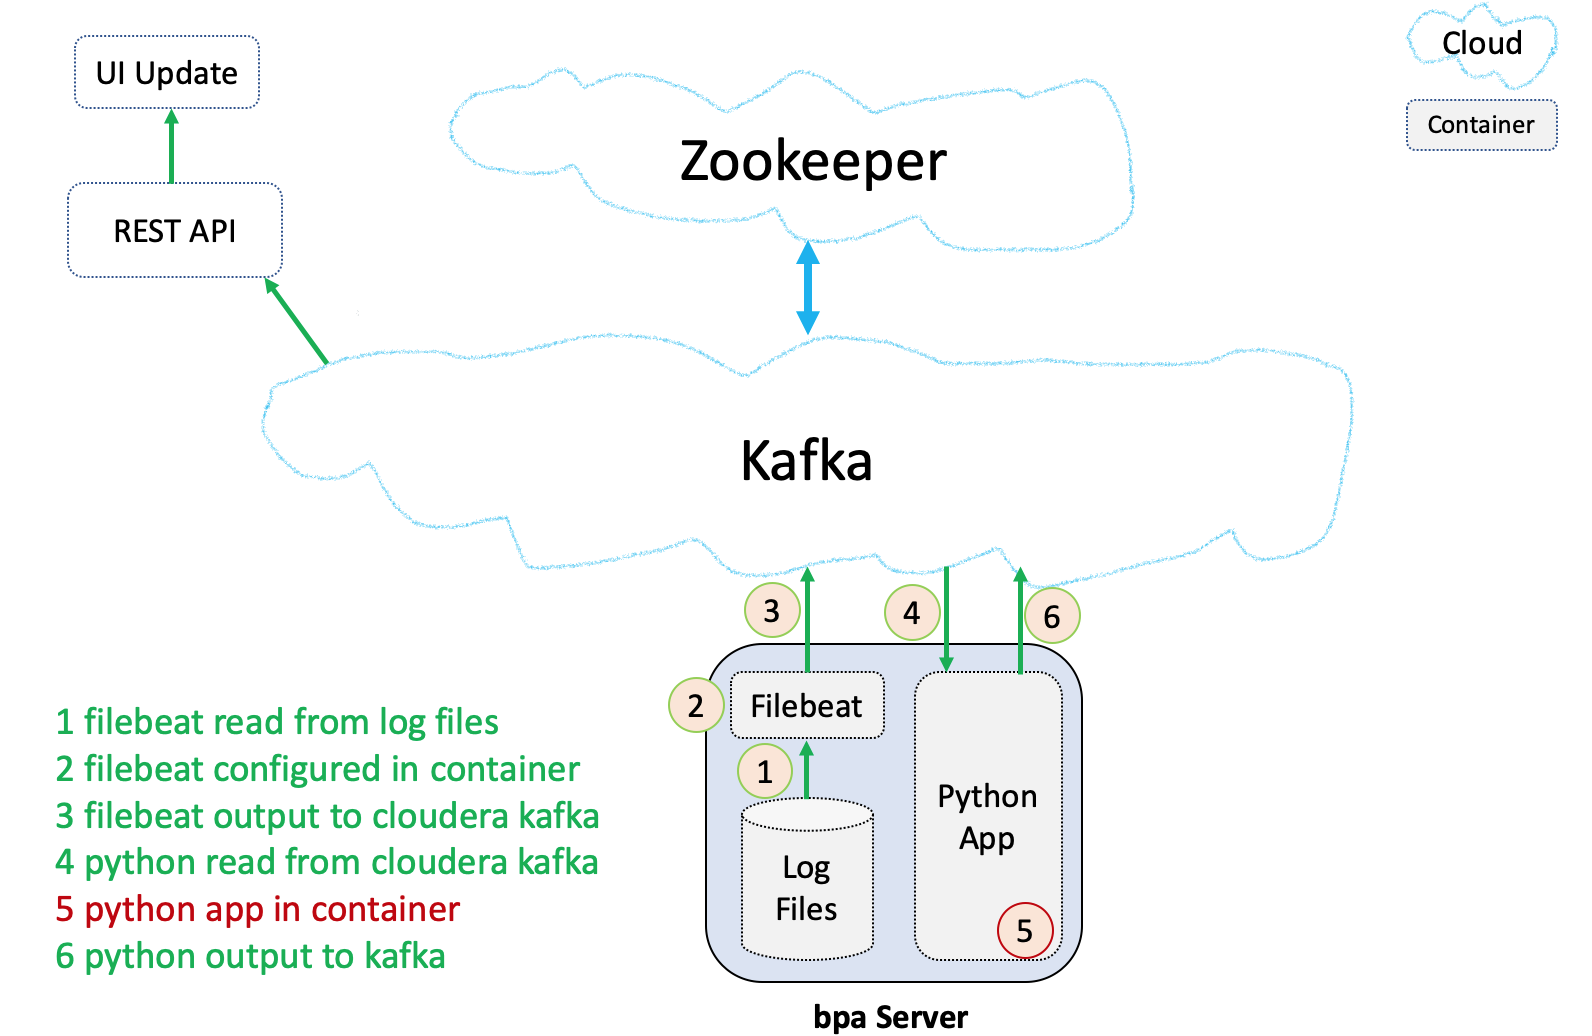 UI Update
Cloud
Container
Zookeeper
REST API
Kafka
3
4
6
2
Filebeat
1
Python
App
Log
Files
5
1 filebeat read from log files
2 filebeat configured in container
3 filebeat output to cloudera kafka
4 python read from cloudera kafka
5 python app in container
6 python output to kafka
bpa Server